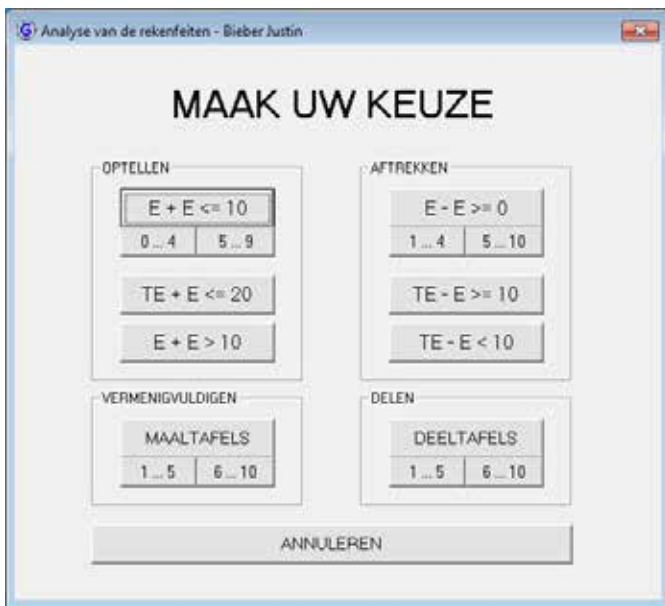 Analyse van de rekenfeiten - Bieber Justin
MAAK UW KEUZE
OPTELLEN
E + E <= 10
0 ... 4 5 ... 9
TE + E <= 20
E + E > 10
AFTREKKEN
E - E >= 0
1 ... 4 5 ... 10
TE - E >= 10
TE - E < 10
VERMENIGVULDIGEN
MAALTAFELS
1 ... 5 6 ... 10
DELEN
DEELTAFELS
1 ... 5 6 ... 10
ANNULEREN